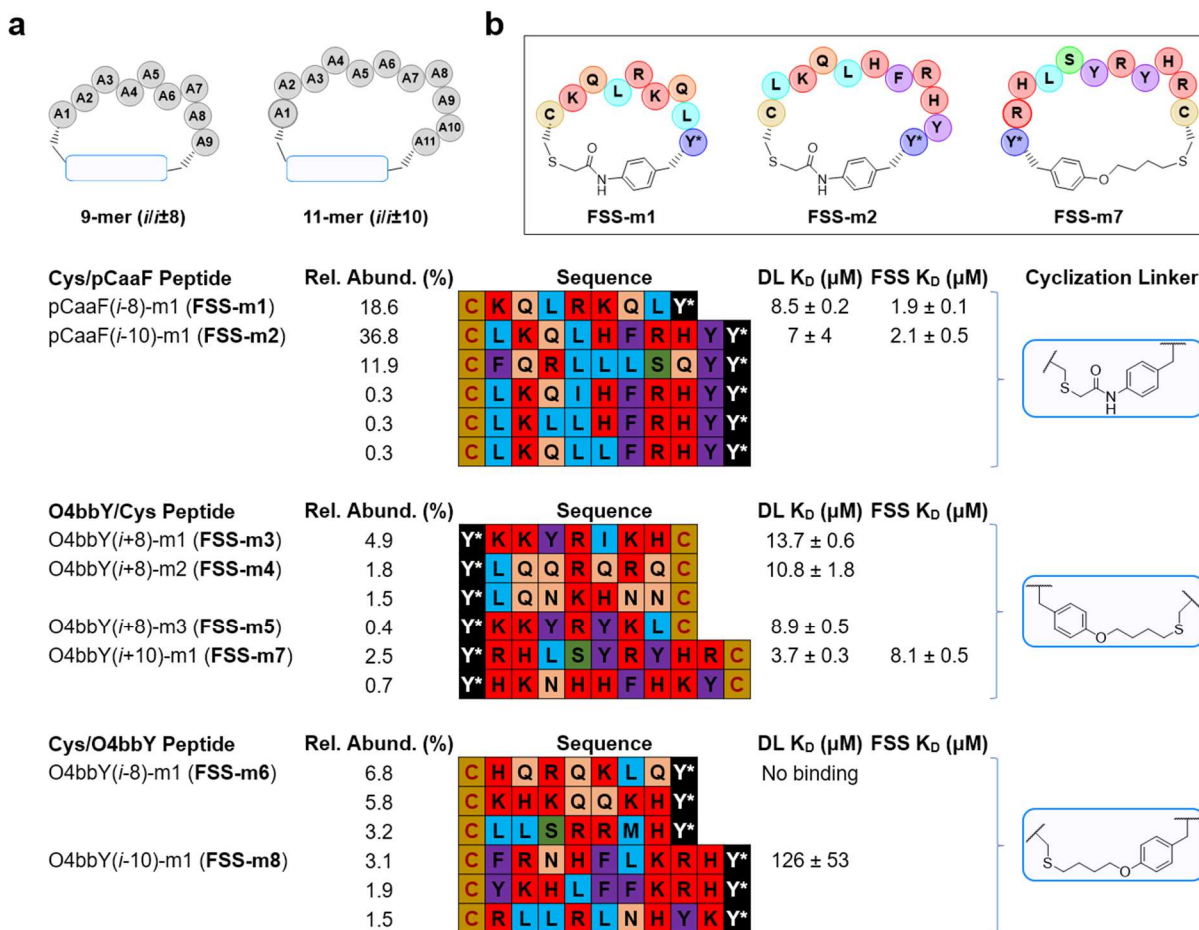 a
b
A1 A2 A3 A4 A5 A6 A7 A8 A9
A1 A2 A3 A4 A5 A6 A7 A8 A9 A10 A11
9-mer (i/i±8)
11-mer (i/i±10)
C K Q L R K Q L Y*
S O N H
FSS-m1
C L K Q L H F R H Y Y*
S O N H
FSS-m2
Y* R H L S Y R Y H R C
O S
FSS-m7
Cys/pCaaF Peptide Rel. Abund. (%) Sequence DL KD (µM) FSS KD (µM) Cyclization Linker
pCaaF(i-8)-m1 (FSS-m1) 18.6 C K Q L R K Q L Y* 8.5 ± 0.2 1.9 ± 0.1
pCaaF(i-10)-m1 (FSS-m2) 36.8 C L K Q L H F R H Y Y* 7 ± 4 2.1 ± 0.5
11.9 C F Q R L L L S Q Y Y*
0.3 C L K Q I H F R H Y Y*
0.3 C L K L L H F R H Y Y*
0.3 C L K Q L L F R H Y Y*
S O N H
O4bbY/Cys Peptide Rel. Abund. (%) Sequence DL KD (µM) FSS KD (µM)
O4bbY(i+8)-m1 (FSS-m3) 4.9 Y* K K Y R I K H C 13.7 ± 0.6
O4bbY(i+8)-m2 (FSS-m4) 1.8 Y* L Q Q R Q R Q C 10.8 ± 1.8
1.5 Y* L Q N K H N N C
O4bbY(i+8)-m3 (FSS-m5) 0.4 Y* K K Y R Y K L C 8.9 ± 0.5
O4bbY(i+10)-m1 (FSS-m7) 2.5 Y* R H L S Y R Y H R C 3.7 ± 0.3 8.1 ± 0.5
0.7 Y* H K N H H F H K Y C
O S
Cys/O4bbY Peptide Rel. Abund. (%) Sequence DL KD (µM) FSS KD (µM)
O4bbY(i-8)-m1 (FSS-m6) 6.8 C H Q R Q K L Q Y* No binding
5.8 C K H K Q Q K H Y*
3.2 C L L S R R M H Y*
O4bbY(i-10)-m1 (FSS-m8) 3.1 C F R N H F L K R H Y* 126 ± 53
1.9 C Y K H L F F K R H Y*
1.5 C R L L R L N H Y K Y*
S O